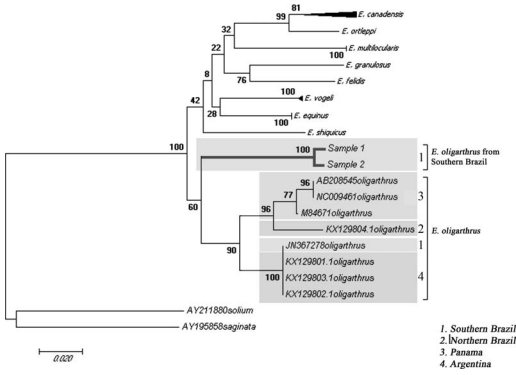 81
E. canadensis
99
E. ortleppi
32
E. multilocularis
100
22
E. granulosus
76
E. felidis
8
100
E. vogeli
28
E. equinus
100
42
E. shiquicus
100
100
Sample 1
Sample 2
1
E. oligarthrus from
Southern Brazil
60
96
AB208545oligarthrus
NC009461oligarthrus
3
77
M84671oligarthrus
96
KX129804.1oligarthrus
2
E. oligarthrus
90
JN367278oligarthrus
1
KX129801.1oligarthrus
100
KX129803.1oligarthrus
4
KX129802.1oligarthrus
AY211880solium
AY195858saginata
0.020
1. Southern Brazil
2. Northern Brazil
3. Panama
4. Argentina